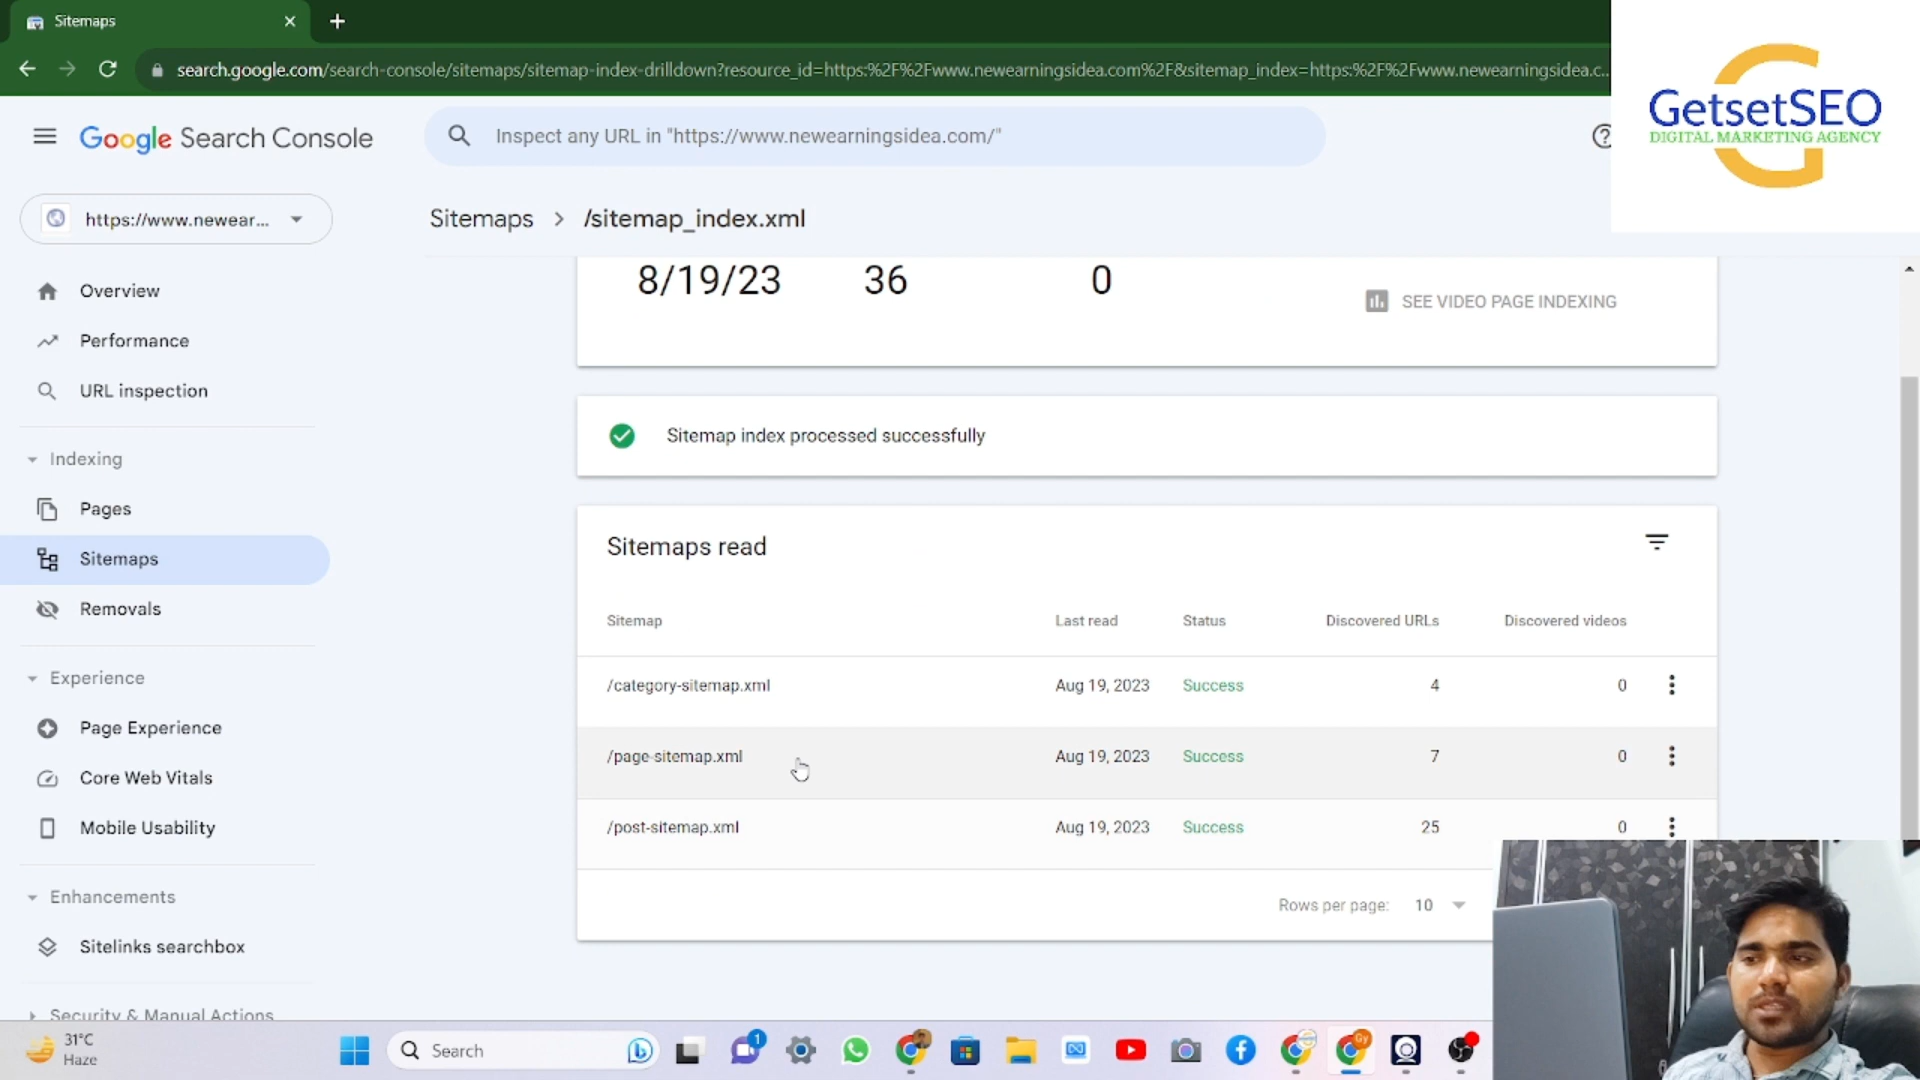 Sitemaps
search.google.com/search-console/sitemaps/sitemap-index-drilldown?resource_id=https:%2F%2Fwww.newearningsidea.com%2F&sitemap_index=https:%2F%2Fwww.newearningsidea.c...
GetsetSEO
DIGITAL MARKETING AGENCY
Google Search Console
Inspect any URL in "https://www.newearningsidea.com/"
https://www.newear...
Sitemaps > /sitemap_index.xml
8/19/23 36 0
SEE VIDEO PAGE INDEXING
Overview
Performance
URL inspection
Indexing
Pages
Sitemaps
Removals
Experience
Page Experience
Core Web Vitals
Mobile Usability
Enhancements
Sitelinks searchbox
Security & Manual Actions
Sitemap index processed successfully
Sitemaps read
Sitemap Last read Status Discovered URLs Discovered videos
/category-sitemap.xml Aug 19, 2023 Success 4 0
/page-sitemap.xml Aug 19, 2023 Success 7 0
/post-sitemap.xml Aug 19, 2023 Success 25 0
Rows per page: 10
31°C
Haze
Search
1
Gy